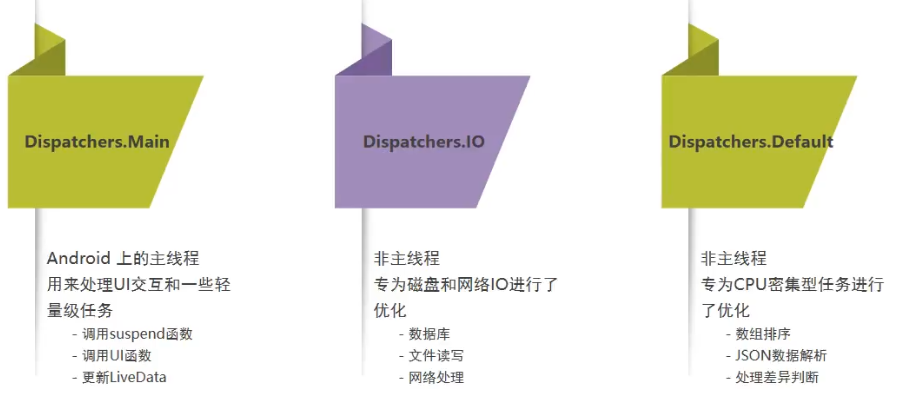 Dispatchers.Main
Android 上的主线程
用来处理UI交互和一些轻
量级任务
- 调用suspend函数
- 调用UI函数
- 更新LiveData
Dispatchers.IO
非主线程
专为磁盘和网络IO进行了
优化
- 数据库
- 文件读写
- 网络处理
Dispatchers.Default
非主线程
专为CPU密集型任务进行
了优化
- 数组排序
- JSON数据解析
- 处理差异判断